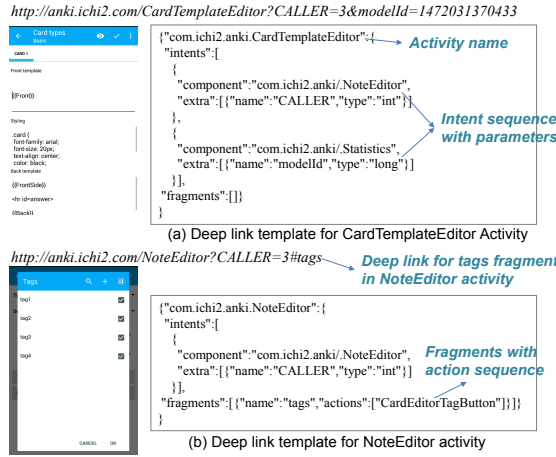 http://anki.ichi2.com/CardTemplateEditor?CALLER=3&modelId=1472031370433
Card types
Basic
CARD 1
Front template
{{Front}}
Styling
.card {
font-family: arial;
font-size: 20px;
text-align: center;
color: black;
Back template
{{FrontSide}}
<hr id=answer>
{{Back}}
{"com.ichi2.anki.CardTemplateEditor":{
"intents":[
{
"component":"com.ichi2.anki/.NoteEditor",
"extra":[{"name":"CALLER","type":"int"}]
},
{
"component":"com.ichi2.anki/.Statistics",
"extra":[{"name":"modelId","type":"long"}]
}],
"fragments":[]}
}
Activity name
Intent sequence
with parameters
(a) Deep link template for CardTemplateEditor Activity
http://anki.ichi2.com/NoteEditor?CALLER=3#tags
Deep link for tags fragment
in NoteEditor activity
Tags
tag1
tag2
tag3
tag4
CANCEL OK
{"com.ichi2.anki.NoteEditor":{
"intents":[
{
"component":"com.ichi2.anki/.NoteEditor",
"extra":[{"name":"CALLER","type":"int"}]
}],
"fragments":[{"name":"tags","actions":["CardEditorTagButton"]}]}
}
Fragments with
action sequence
(b) Deep link template for NoteEditor activity